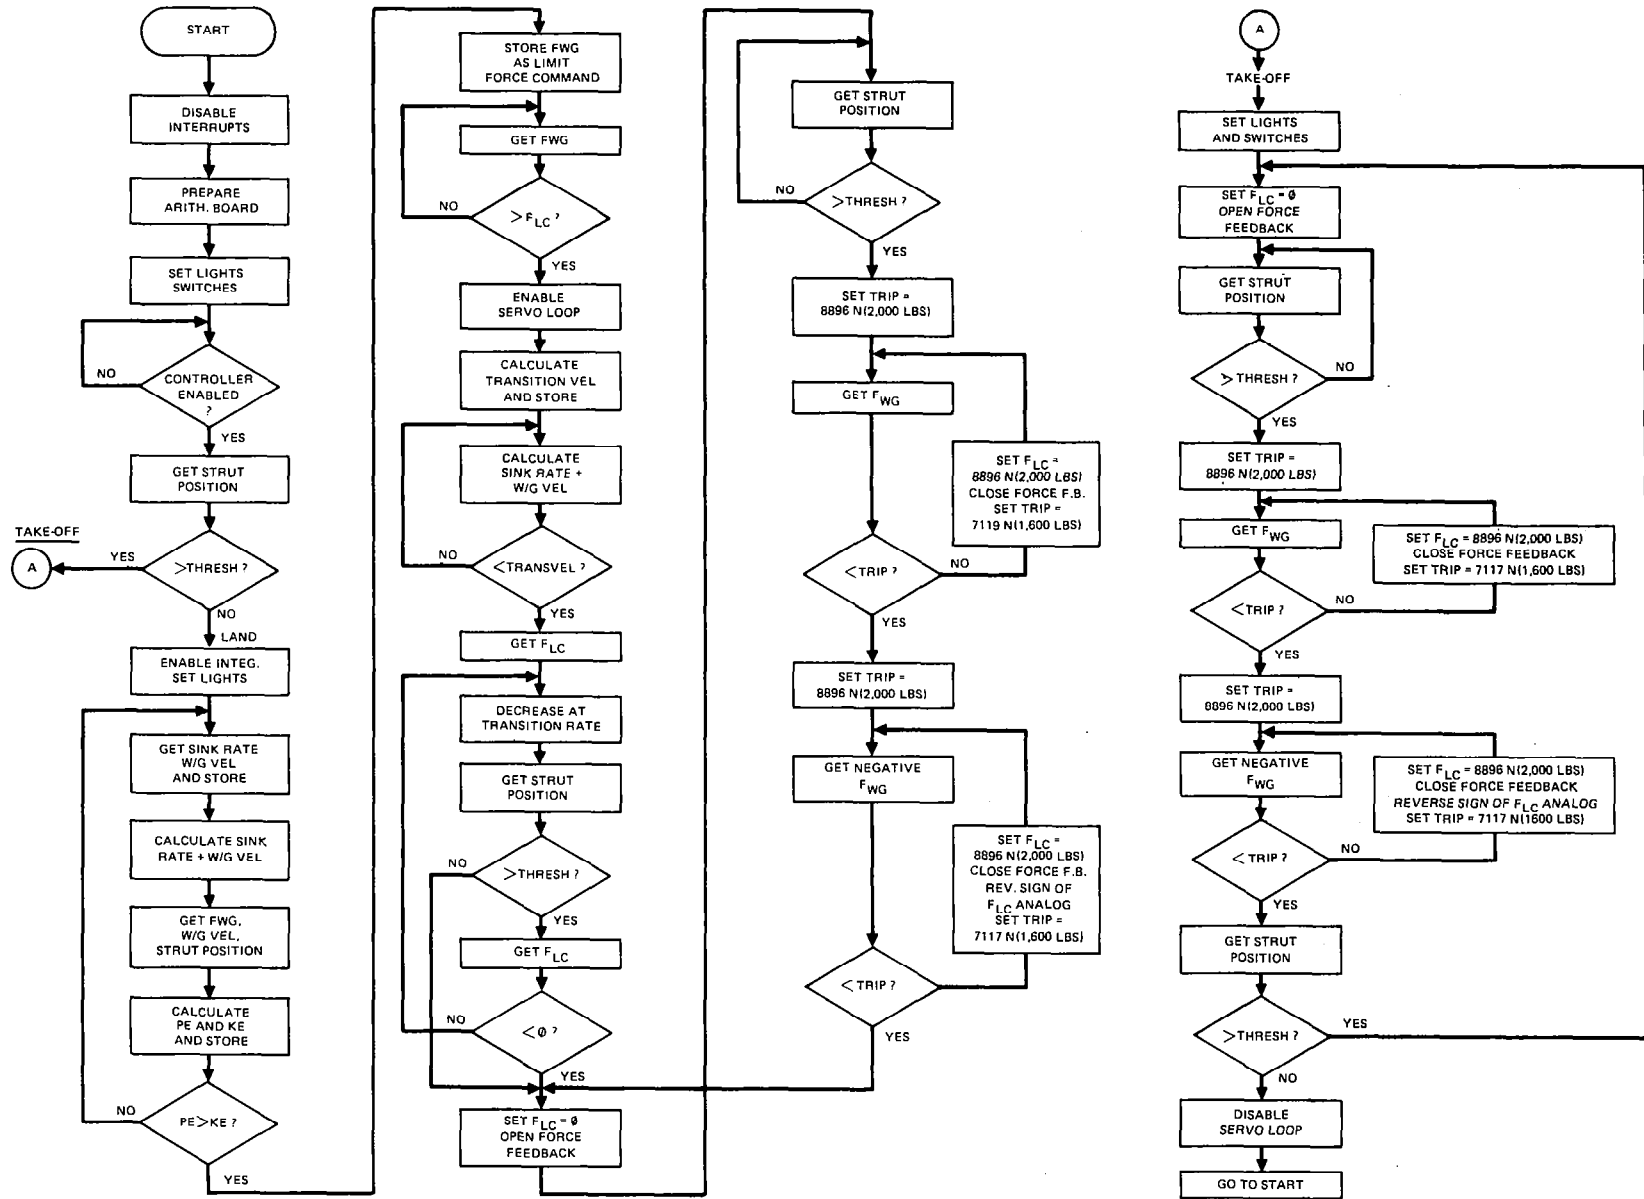 START
DISABLE
INTERRUPTS
PREPARE
ARITH. BOARD
SET LIGHTS
SWITCHES
NO
CONTROLLER
ENABLED
?
YES
GET STRUT
POSITION
TAKE-OFF
A
YES
>THRESH ?
NO
LAND
ENABLE INTEG.
SET LIGHTS
GET SINK RATE
W/G VEL
AND STORE
CALCULATE SINK
RATE + W/G VEL
GET FWG,
W/G VEL,
STRUT POSITION
CALCULATE
PE AND KE
AND STORE
NO
PE>KE ?
YES
STORE FWG
AS LIMIT
FORCE COMMAND
GET FWG
NO
>FLC ?
YES
ENABLE
SERVO LOOP
CALCULATE
TRANSITION VEL
AND STORE
CALCULATE
SINK RATE +
W/G VEL
NO
<TRANSVEL ?
YES
GET FLC
DECREASE AT
TRANSITION RATE
GET STRUT
POSITION
NO
>THRESH ?
YES
GET FLC
NO
<Ø ?
YES
SET FLC = Ø
OPEN FORCE
FEEDBACK
GET STRUT
POSITION
NO
>THRESH ?
YES
SET TRIP =
8896 N(2,000 LBS)
GET FWG
SET FLC =
8896 N(2,000 LBS)
CLOSE FORCE F.B.
SET TRIP =
7119 N(1,600 LBS)
<TRIP ?
NO
YES
SET TRIP =
8896 N(2,000 LBS)
GET NEGATIVE
FWG
SET FLC =
8896 N(2,000 LBS)
CLOSE FORCE F.B.
REV. SIGN OF
FLC ANALOG
SET TRIP =
7117 N(1,600 LBS)
<TRIP ?
NO
YES
A
TAKE-OFF
SET LIGHTS
AND SWITCHES
SET FLC = Ø
OPEN FORCE
FEEDBACK
GET STRUT
POSITION
>THRESH ?
NO
YES
SET TRIP =
8896 N(2,000 LBS)
GET FWG
SET FLC = 8896 N(2,000 LBS)
CLOSE FORCE FEEDBACK
SET TRIP = 7117 N(1,600 LBS)
<TRIP ?
NO
YES
SET TRIP =
8896 N(2,000 LBS)
GET NEGATIVE
FWG
SET FLC = 8896 N(2,000 LBS)
CLOSE FORCE FEEDBACK
REVERSE SIGN OF FLC ANALOG
SET TRIP = 7117 N(1600 LBS)
<TRIP ?
NO
YES
GET STRUT
POSITION
>THRESH ?
YES
NO
DISABLE
SERVO LOOP
GO TO START